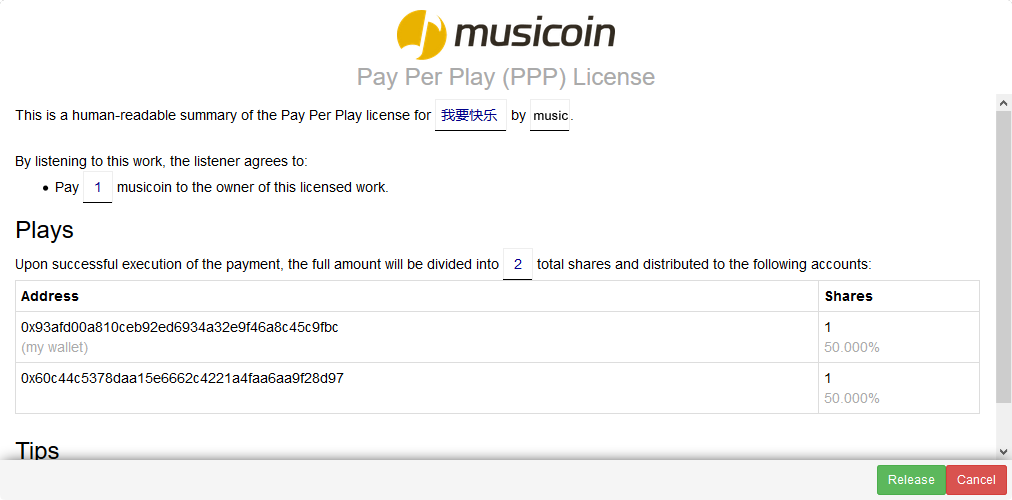 musicoin
Pay Per Play (PPP) License
This is a human-readable summary of the Pay Per Play license for 我要快乐 by music.
By listening to this work, the listener agrees to:
• Pay 1 musicoin to the owner of this licensed work.
Plays
Upon successful execution of the payment, the full amount will be divided into 2 total shares and distributed to the following accounts:
Address Shares
0x93afd00a810ceb92ed6934a32e9f46a8c45c9fbc 1
(my wallet) 50.000%
0x60c44c5378daa15e6662c4221a4faa6aa9f28d97 1
50.000%
Tips
Release Cancel